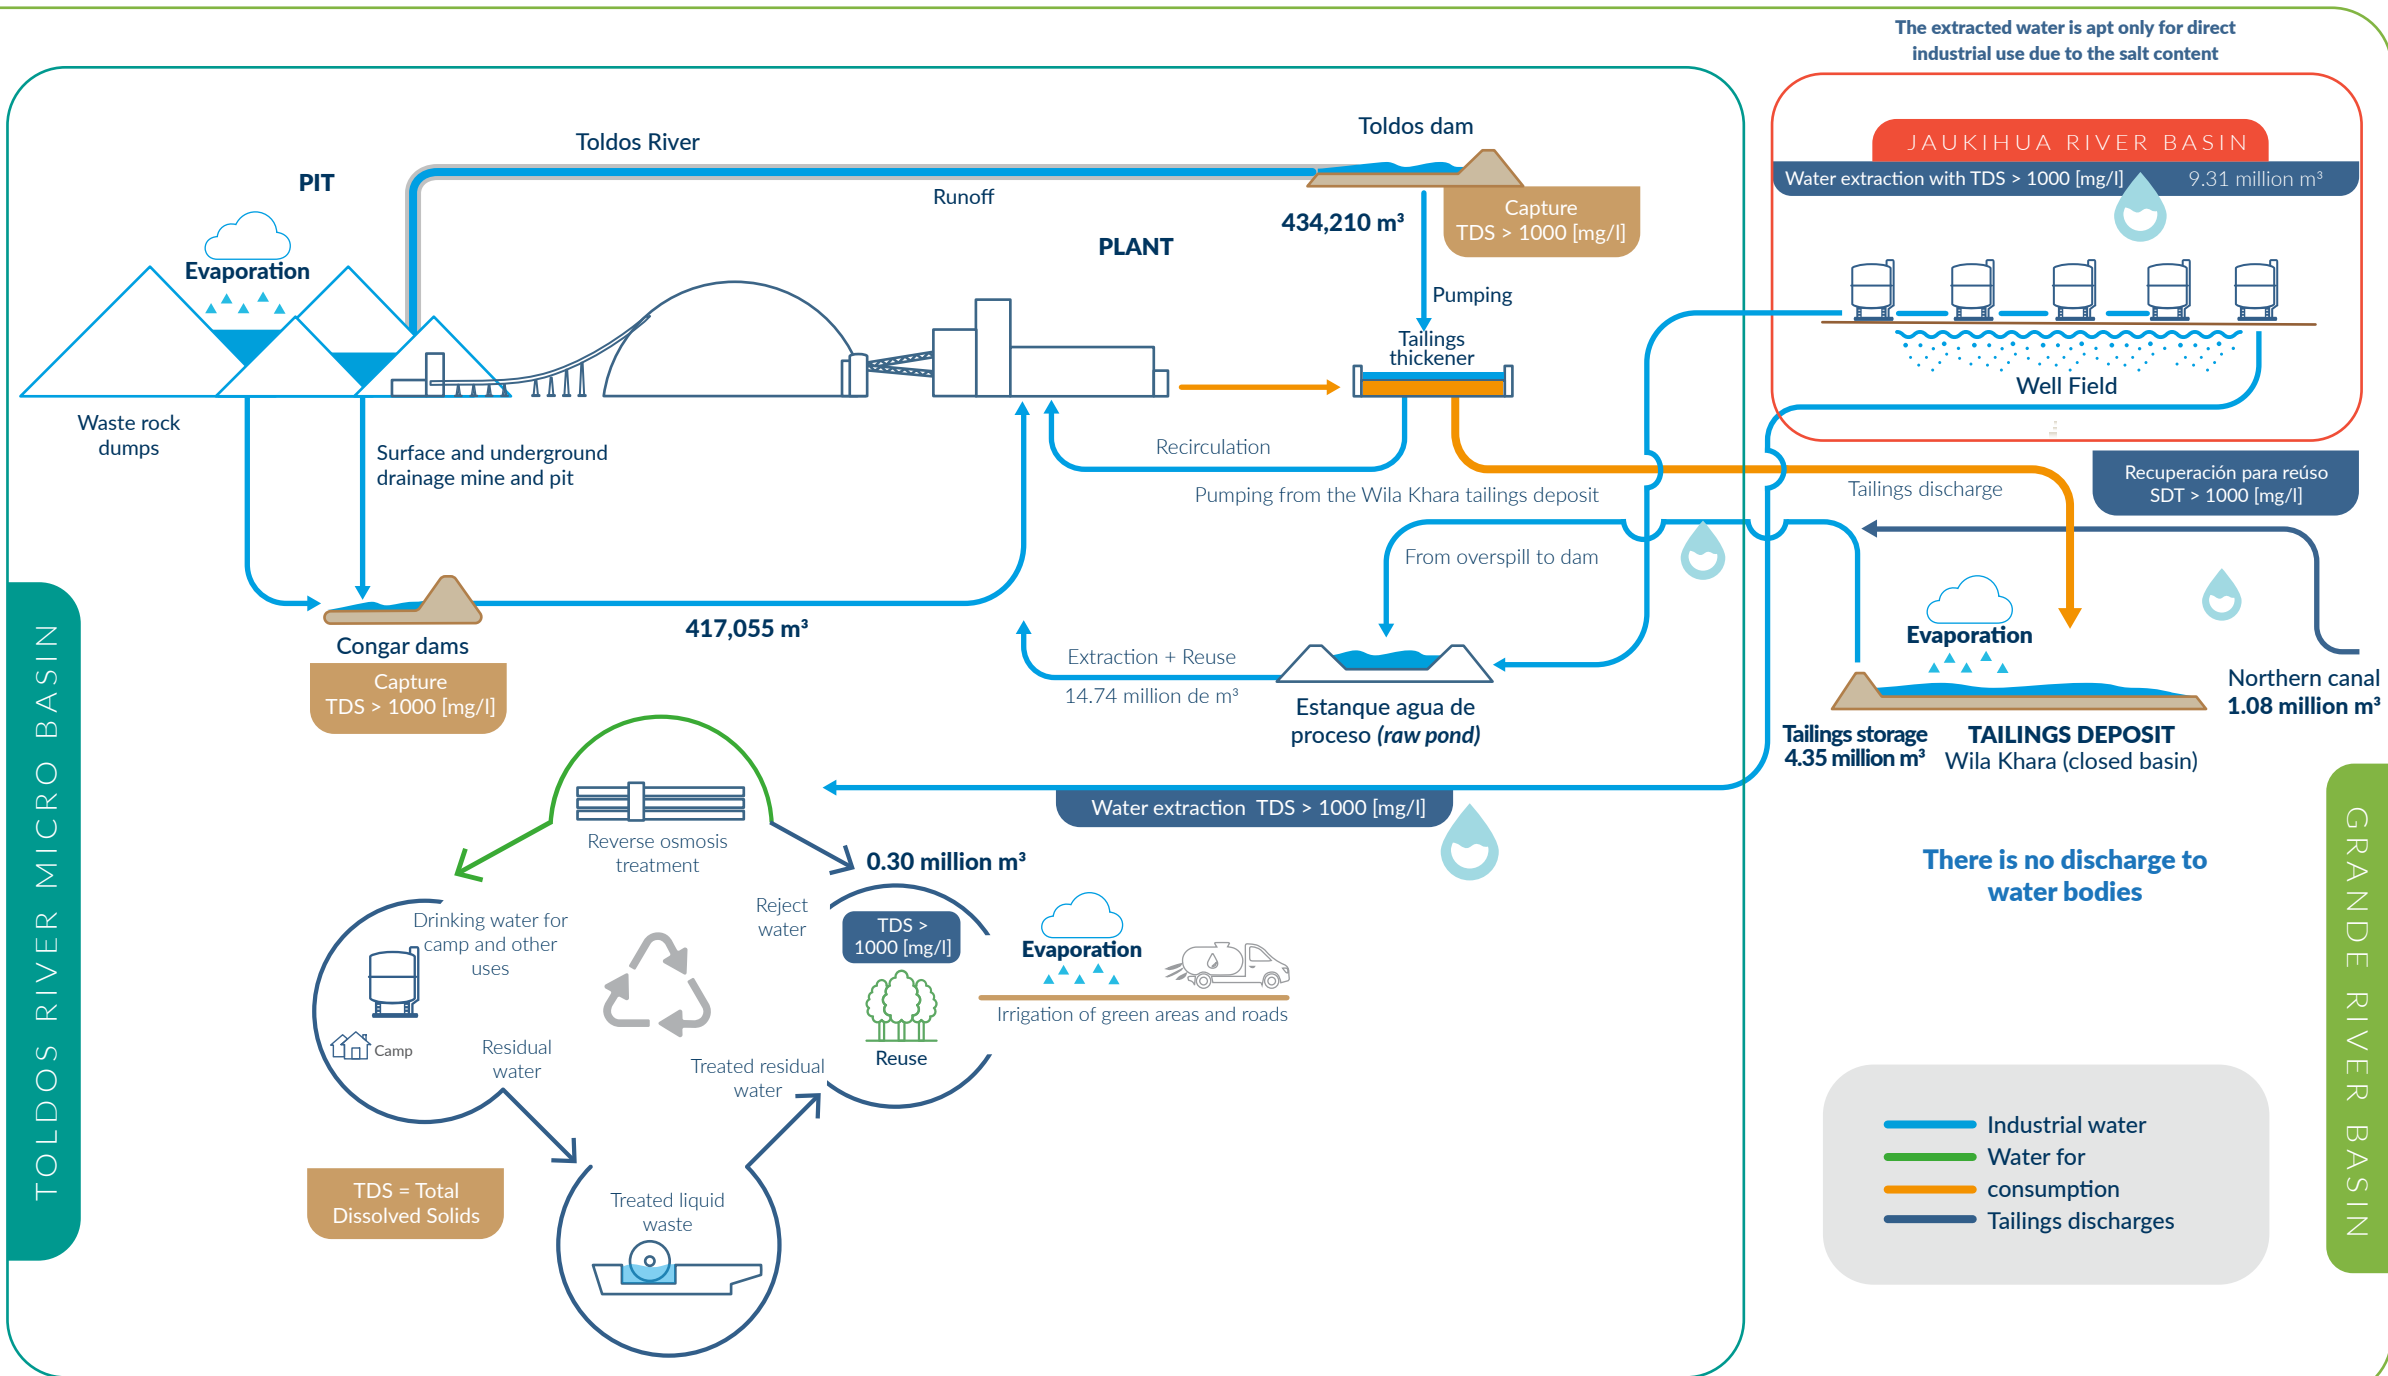 The extracted water is apt only for direct
industrial use due to the salt content
JAUKIHUA RIVER BASIN
Water extraction with TDS > 1000 [mg/l]
9.31 million m³
Well Field
Toldos River
Runoff
Toldos dam
Capture
TDS > 1000 [mg/l]
434,210 m³
Pumping
PIT
Evaporation
PLANT
Tailings
thickener
Waste rock
dumps
Surface and underground
drainage mine and pit
Recirculation
Pumping from the Wila Khara tailings deposit
Tailings discharge
Recuperación para reúso
SDT > 1000 [mg/l]
From overspill to dam
Congar dams
Capture
TDS > 1000 [mg/l]
417,055 m³
Extraction + Reuse
14.74 million de m³
Estanque agua de
proceso (raw pond)
Evaporation
Northern canal
1.08 million m³
Tailings storage
4.35 million m³
TAILINGS DEPOSIT
Wila Khara (closed basin)
Water extraction TDS > 1000 [mg/l]
Reverse osmosis
treatment
0.30 million m³
Reject
water
TDS >
1000 [mg/l]
Reuse
Evaporation
Irrigation of green areas and roads
Drinking water for
camp and other
uses
Camp
Residual
water
Treated residual
water
Treated liquid
waste
TDS = Total
Dissolved Solids
There is no discharge to
water bodies
Industrial water
Water for
consumption
Tailings discharges
TOLDOS RIVER MICRO BASIN
GRANDE RIVER BASIN